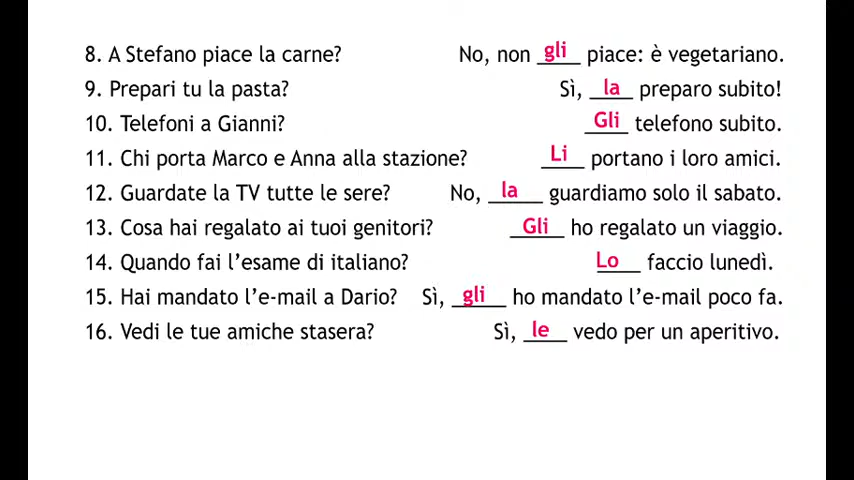 8. A Stefano piace la carne? No, non gli piace: è vegetariano.
9. Prepari tu la pasta? Sì, la preparo subito!
10. Telefoni a Gianni? Gli telefono subito.
11. Chi porta Marco e Anna alla stazione? Li portano i loro amici.
12. Guardate la TV tutte le sere? No, la guardiamo solo il sabato.
13. Cosa hai regalato ai tuoi genitori? Gli ho regalato un viaggio.
14. Quando fai l'esame di italiano? Lo faccio lunedì.
15. Hai mandato l'e-mail a Dario? Sì, gli ho mandato l'e-mail poco fa.
16. Vedi le tue amiche stasera? Sì, le vedo per un aperitivo.